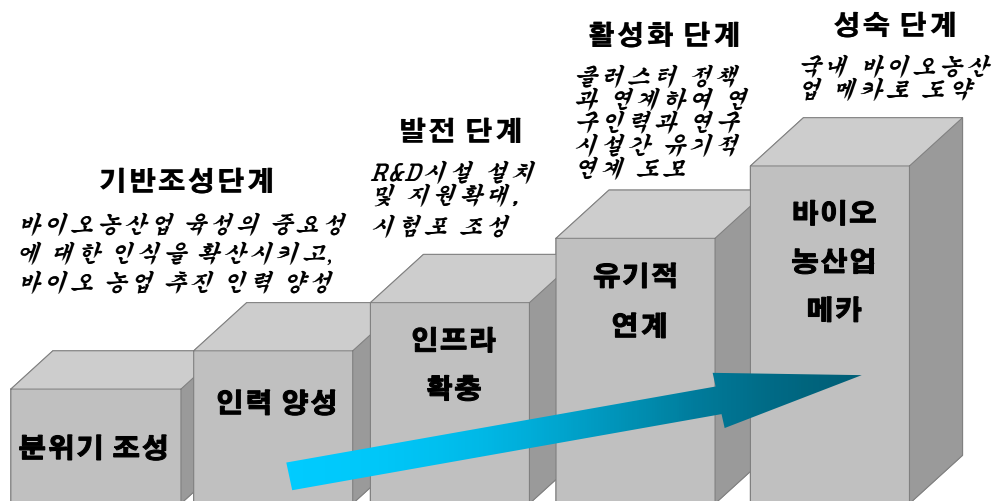 기반조성단계
바이오농산업 육성의 중요성
에 대한 인식을 확산시키고,
바이오 농업 추진 인력 양성
발전 단계
R&D시설 설치
및 지원확대,
시험포 조성
활성화 단계
클러스터 정책
과 연계하여 연
구인력과 연구
시설간 유기적
연계 도모
성숙 단계
국내 바이오농산
업 메카로 도약
분위기 조성
인력 양성
인프라
확충
유기적
연계
바이오
농산업
메카